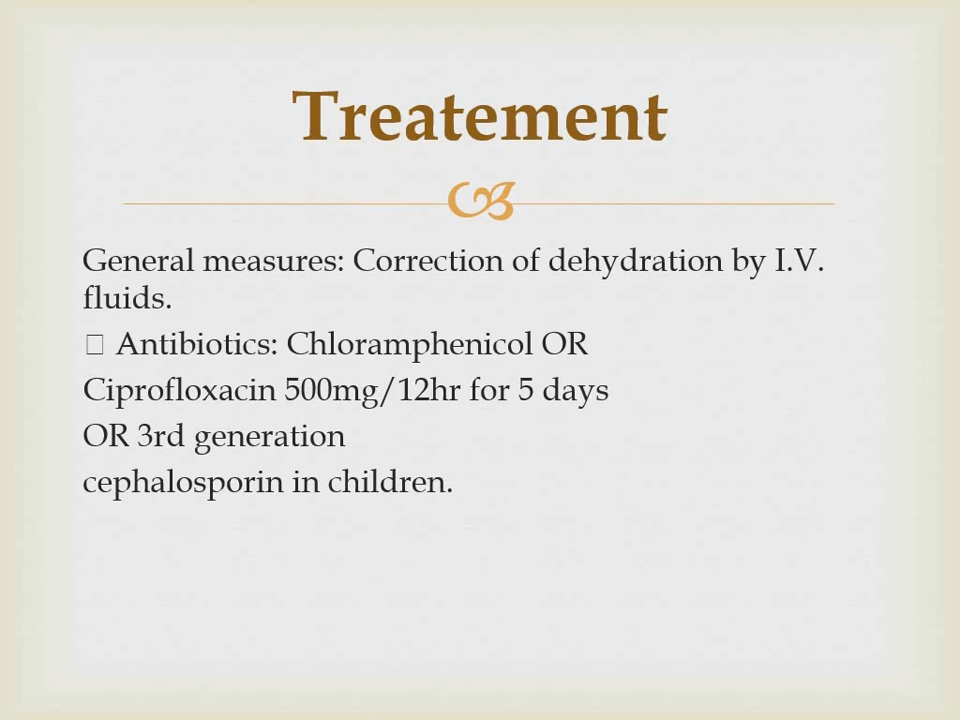 Treatement
General measures: Correction of dehydration by I.V.
fluids.
□ Antibiotics: Chloramphenicol OR
Ciprofloxacin 500mg/12hr for 5 days
OR 3rd generation
cephalosporin in children.